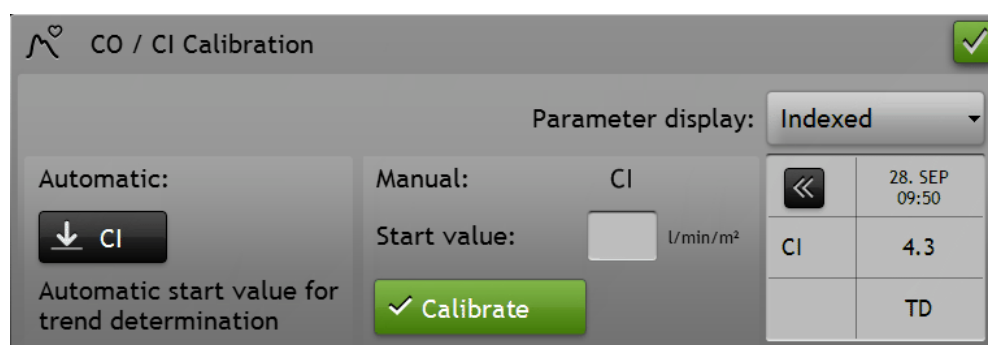 CO / CI Calibration
Parameter display: Indexed
Automatic:
CI
Automatic start value for
trend determination
Manual: CI
Start value: l/min/m²
Calibrate
28. SEP
09:50
CI 4.3
TD